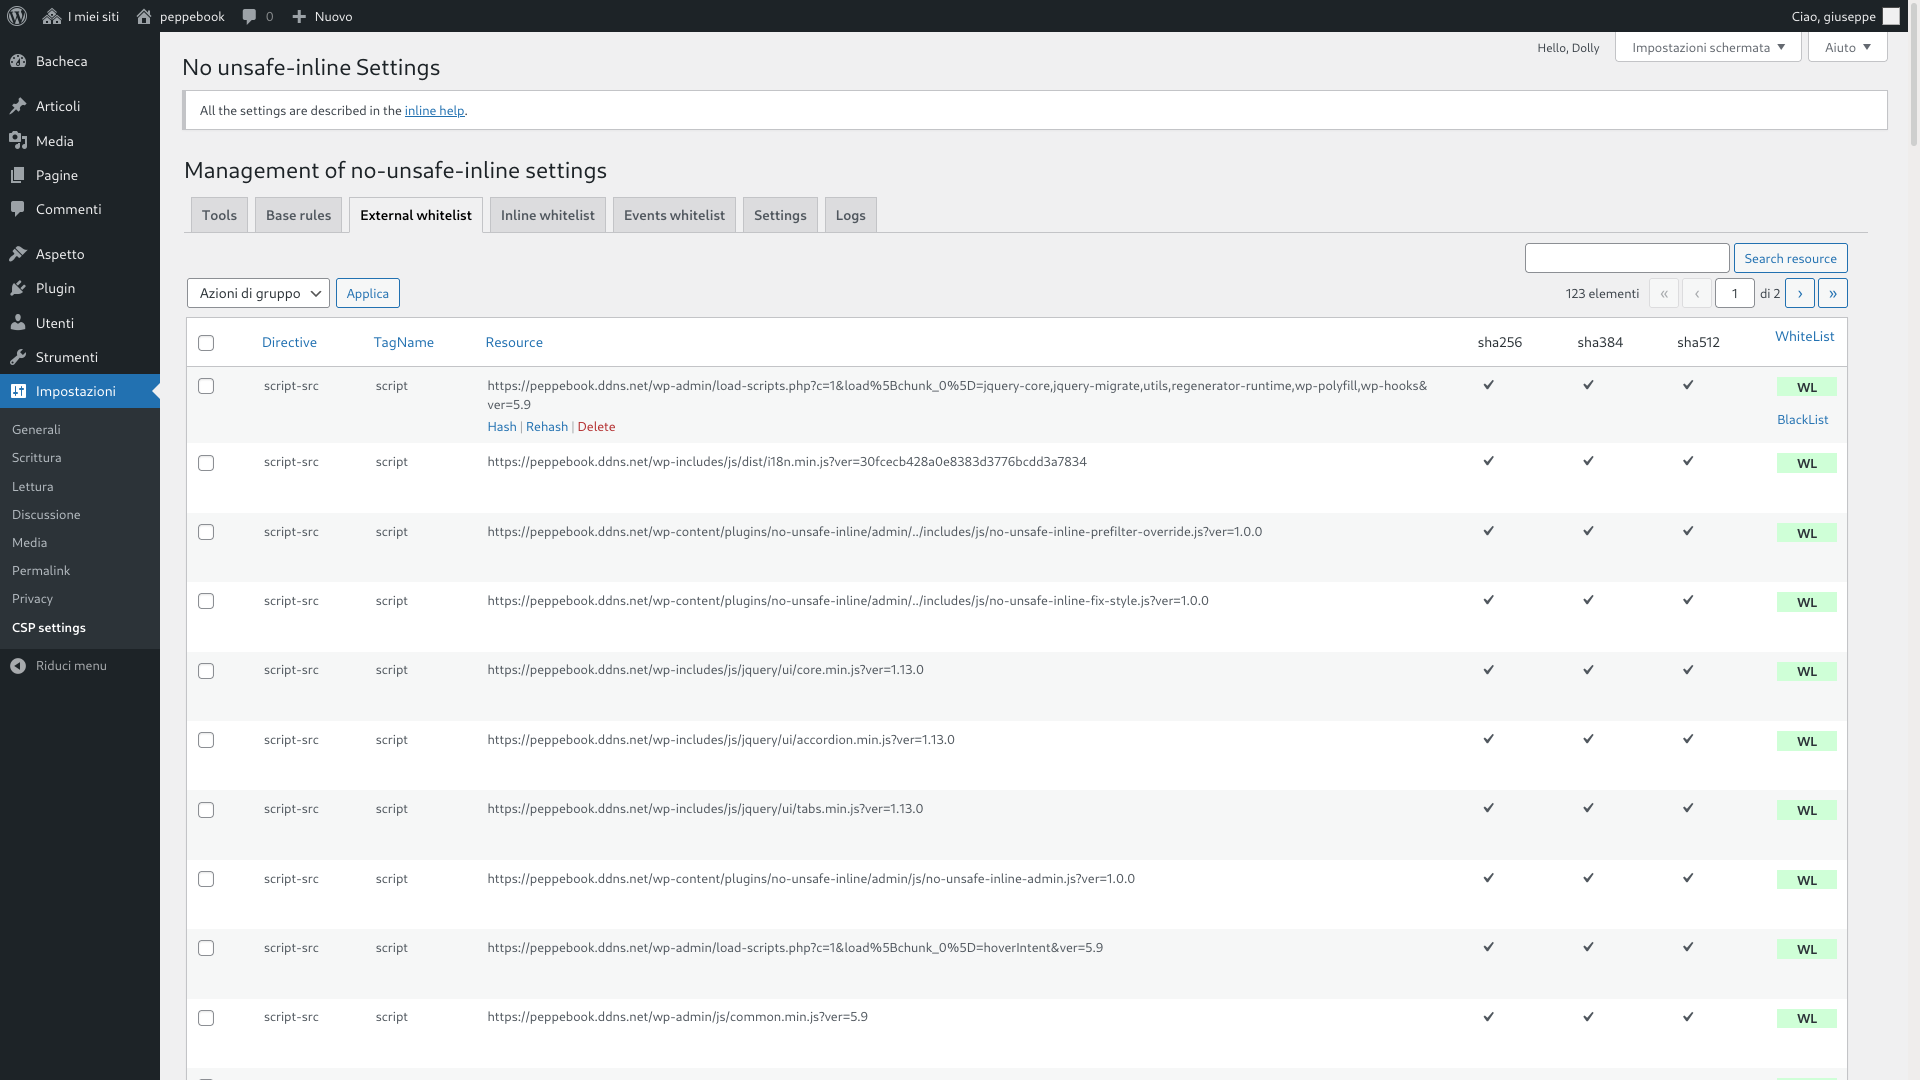 I miei siti peppebook 0 Nuovo Ciao, giuseppe
Bacheca
Articoli
Media
Pagine
Commenti
Aspetto
Plugin
Utenti
Strumenti
Impostazioni
Generali
Scrittura
Lettura
Discussione
Media
Permalink
Privacy
CSP settings
Riduci menu
Hello, Dolly Impostazioni schermata ▼ Aiuto ▼
No unsafe-inline Settings
All the settings are described in the inline help.
Management of no-unsafe-inline settings
Tools Base rules External whitelist Inline whitelist Events whitelist Settings Logs
Search resource
Azioni di gruppo Applica 123 elementi « ‹ 1 di 2 › »
Directive TagName Resource sha256 sha384 sha512 WhiteList
script-src script https://peppebook.ddns.net/wp-admin/load-scripts.php?c=1&load%5Bchunk_0%5D=jquery-core,jquery-migrate,utils,regenerator-runtime,wp-polyfill,wp-hooks& ✔ ✔ ✔ WL
ver=5.9
Hash | Rehash | Delete BlackList
script-src script https://peppebook.ddns.net/wp-includes/js/dist/i18n.min.js?ver=30fcecb428a0e8383d3776bcdd3a7834 ✔ ✔ ✔ WL
script-src script https://peppebook.ddns.net/wp-content/plugins/no-unsafe-inline/admin/../includes/js/no-unsafe-inline-prefilter-override.js?ver=1.0.0 ✔ ✔ ✔ WL
script-src script https://peppebook.ddns.net/wp-content/plugins/no-unsafe-inline/admin/../includes/js/no-unsafe-inline-fix-style.js?ver=1.0.0 ✔ ✔ ✔ WL
script-src script https://peppebook.ddns.net/wp-includes/js/jquery/ui/core.min.js?ver=1.13.0 ✔ ✔ ✔ WL
script-src script https://peppebook.ddns.net/wp-includes/js/jquery/ui/accordion.min.js?ver=1.13.0 ✔ ✔ ✔ WL
script-src script https://peppebook.ddns.net/wp-includes/js/jquery/ui/tabs.min.js?ver=1.13.0 ✔ ✔ ✔ WL
script-src script https://peppebook.ddns.net/wp-content/plugins/no-unsafe-inline/admin/js/no-unsafe-inline-admin.js?ver=1.0.0 ✔ ✔ ✔ WL
script-src script https://peppebook.ddns.net/wp-admin/load-scripts.php?c=1&load%5Bchunk_0%5D=hoverIntent&ver=5.9 ✔ ✔ ✔ WL
script-src script https://peppebook.ddns.net/wp-admin/js/common.min.js?ver=5.9 ✔ ✔ ✔ WL